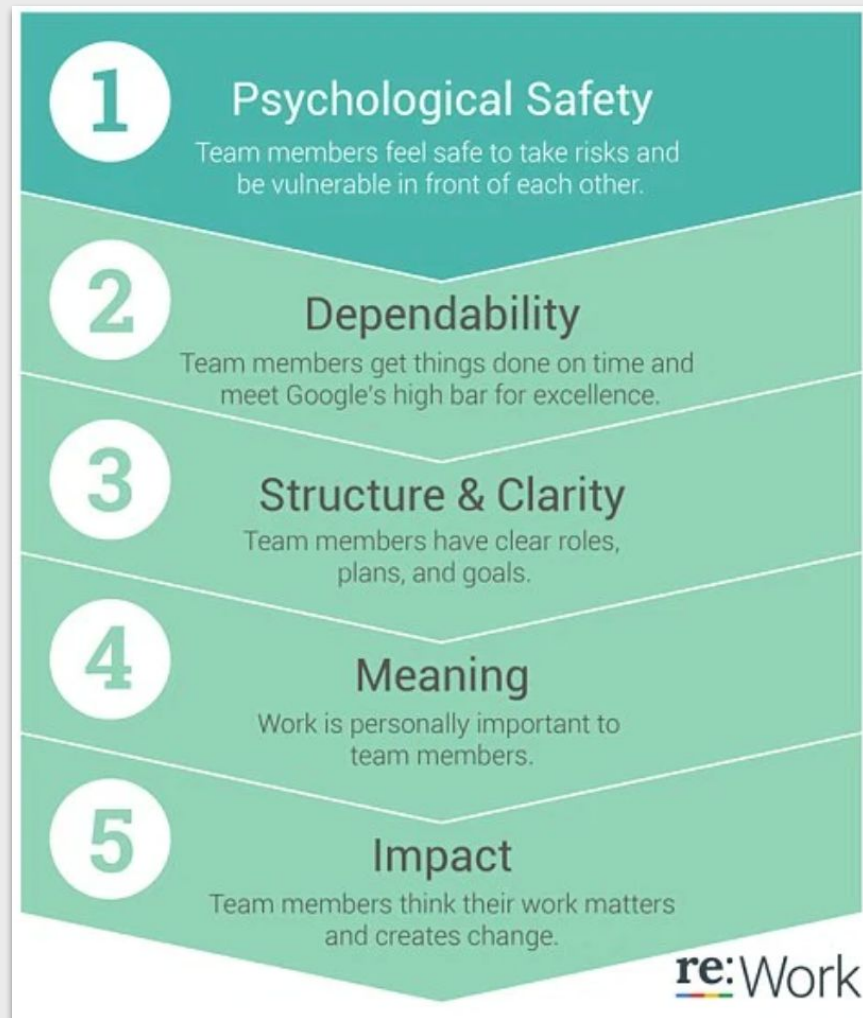 1
Psychological Safety
Team members feel safe to take risks and
be vulnerable in front of each other.
2
Dependability
Team members get things done on time and
meet Google's high bar for excellence.
3
Structure & Clarity
Team members have clear roles,
plans, and goals.
4
Meaning
Work is personally important to
team members.
5
Impact
Team members think their work matters
and creates change.
re:Work